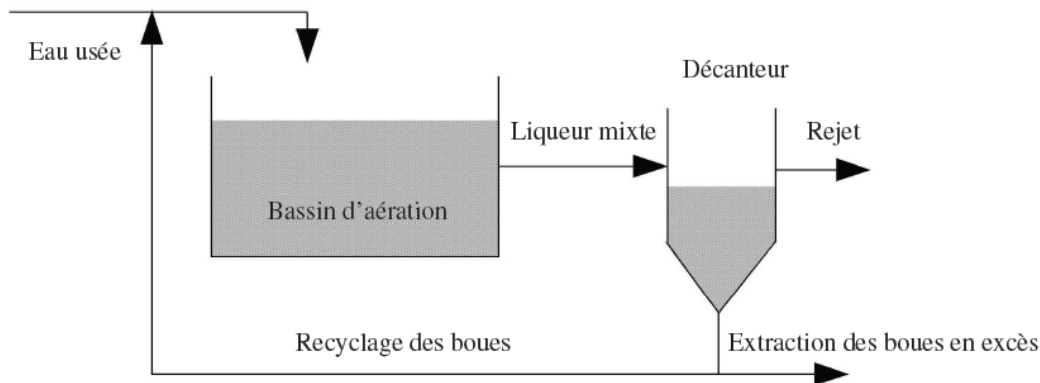 Eau usée
Décanteur
Liqueur mixte
Rejet
Bassin d'aération
Recyclage des boues
Extraction des boues en excès